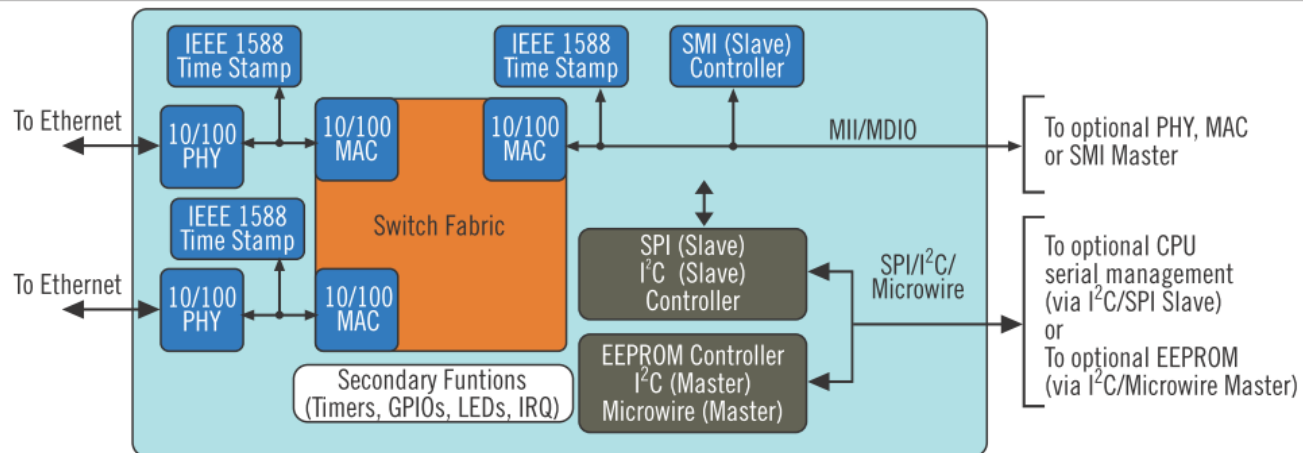 IEEE 1588
Time Stamp
IEEE 1588
Time Stamp
SMI (Slave)
Controller
To Ethernet
10/100
PHY
10/100
MAC
10/100
MAC
MII/MDIO
To optional PHY, MAC
or SMI Master
IEEE 1588
Time Stamp
Switch Fabric
SPI (Slave)
I²C (Slave)
Controller
SPI/I²C/
Microwire
To optional CPU
serial management
(via I²C/SPI Slave)
or
To optional EEPROM
(via I²C/Microwire Master)
To Ethernet
10/100
PHY
10/100
MAC
EEPROM Controller
I²C (Master)
Microwire (Master)
Secondary Funtions
(Timers, GPIOs, LEDs, IRQ)